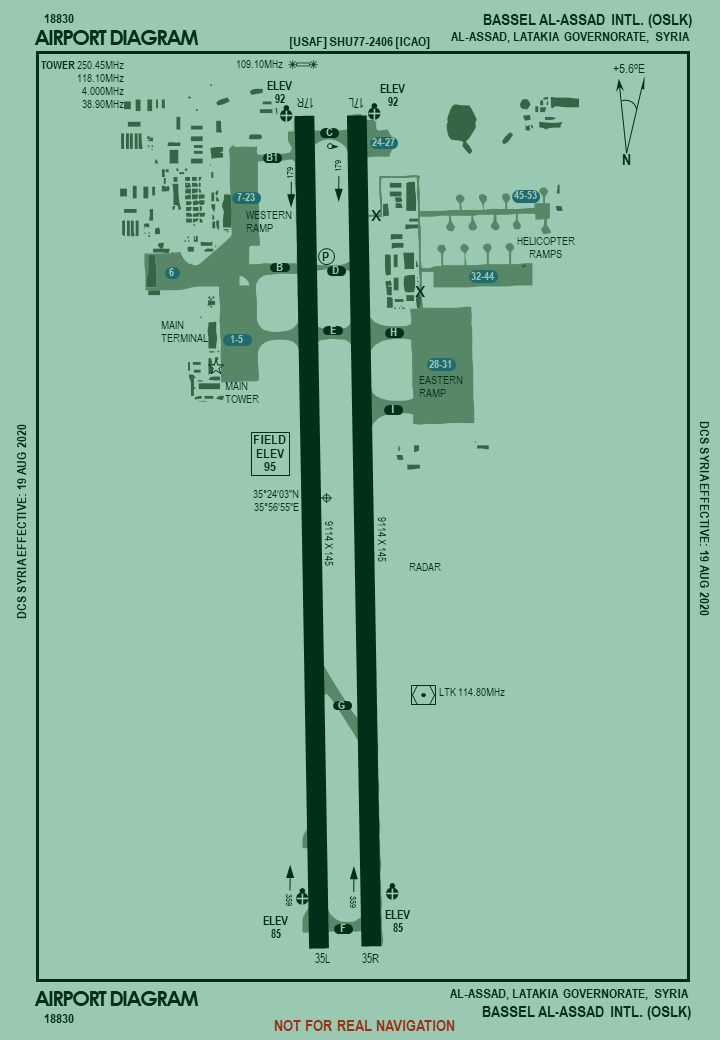 18830
AIRPORT DIAGRAM
[USAF] SHU77-2406 [ICAO]
BASSEL AL-ASSAD INTL. (OSLK)
AL-ASSAD, LATAKIA GOVERNORATE, SYRIA
TOWER 250.45MHz
118.10MHz
4.000MHz
38.90MHz
109.10MHz
+5.6ºE
N
ELEV
92
17R
17L
ELEV
92
C
24-27
B1
179
179
7-23
45-53
WESTERN
RAMP
X
HELICOPTER
RAMPS
P
B
D
6
32-44
X
MAIN
TERMINAL
1-5
E
H
28-31
EASTERN
RAMP
MAIN
TOWER
I
FIELD
ELEV
95
35°24'03"N
35°56'55"E
9114 X 145
9114 X 145
RADAR
DCS SYRIA EFFECTIVE: 19 AUG 2020
DCS SYRIA EFFECTIVE: 19 AUG 2020
LTK 114.80MHz
G
359
359
ELEV
85
ELEV
85
F
35L
35R
AIRPORT DIAGRAM
18830
AL-ASSAD, LATAKIA GOVERNORATE, SYRIA
BASSEL AL-ASSAD INTL. (OSLK)
NOT FOR REAL NAVIGATION